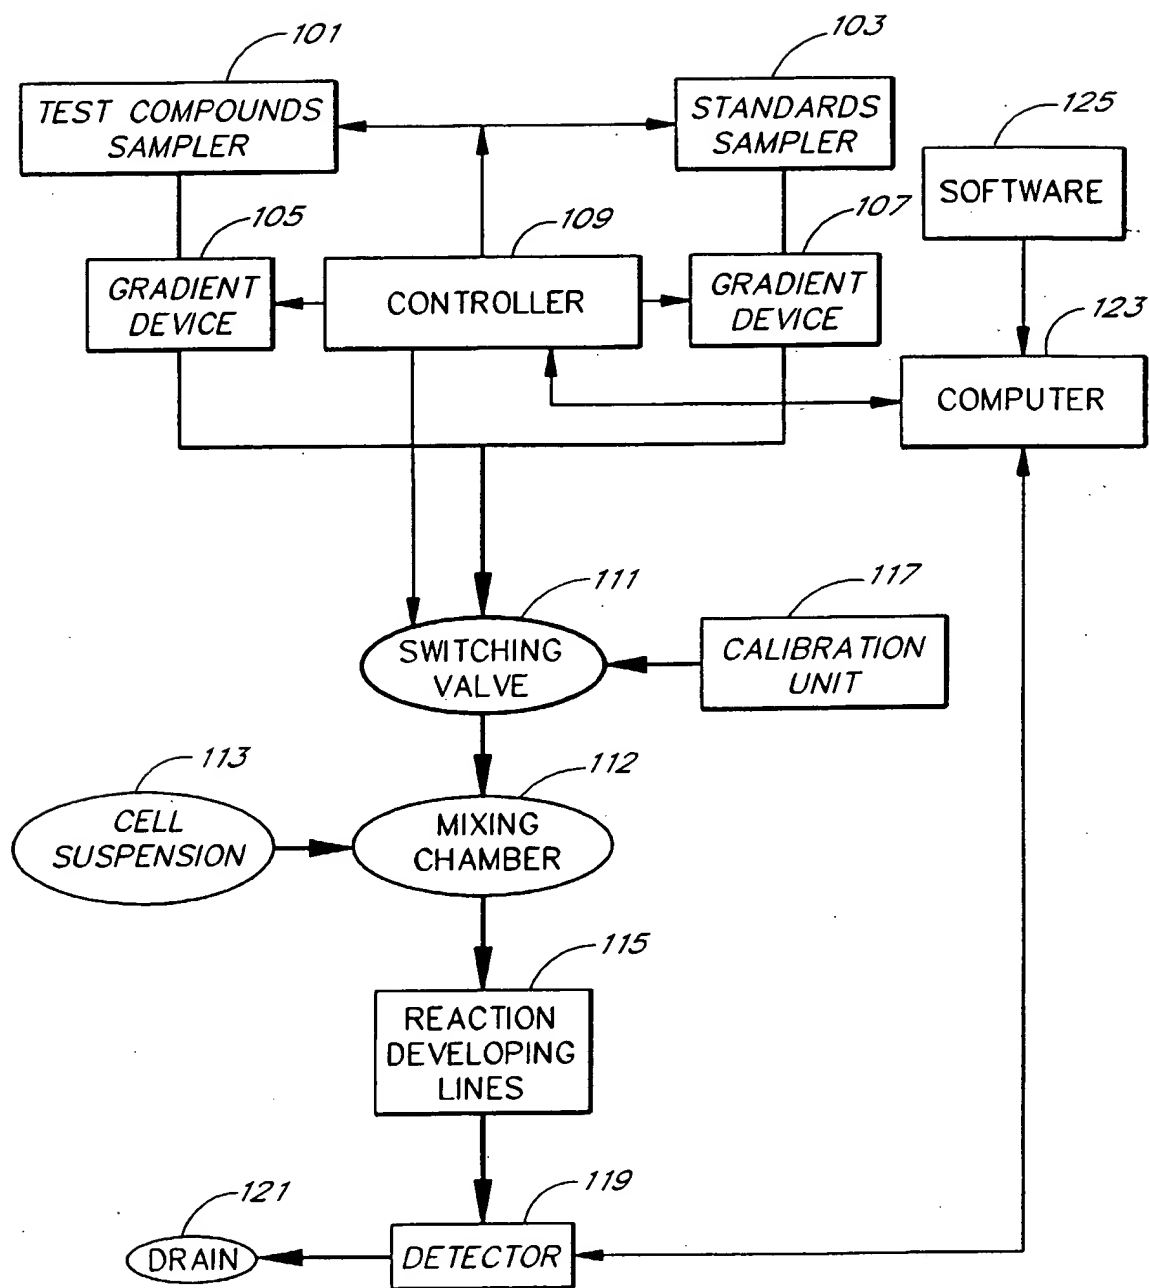 101
103
TEST COMPOUNDS
SAMPLER
STANDARDS
SAMPLER
125
SOFTWARE
105
109
107
GRADIENT
DEVICE
CONTROLLER
GRADIENT
DEVICE
123
COMPUTER
111
117
SWITCHING
VALVE
CALIBRATION
UNIT
113
112
CELL
SUSPENSION
MIXING
CHAMBER
115
REACTION
DEVELOPING
LINES
121
119
DRAIN
DETECTOR